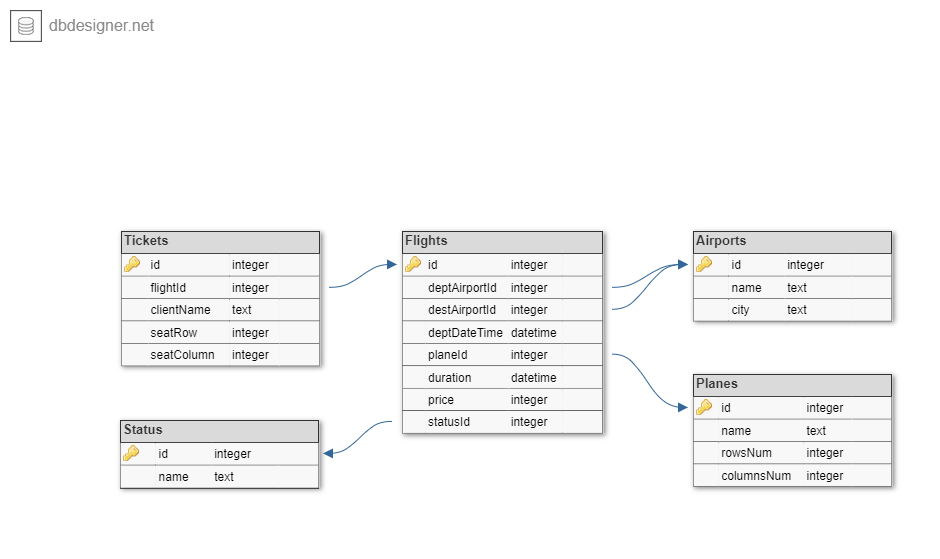 dbdesigner.net
Tickets
id integer
flightId integer
clientName text
seatRow integer
seatColumn integer
Status
id integer
name text
Flights
id integer
deptAirportId integer
destAirportId integer
deptDateTime datetime
planeId integer
duration datetime
price integer
statusId integer
Airports
id integer
name text
city text
Planes
id integer
name text
rowsNum integer
columnsNum integer